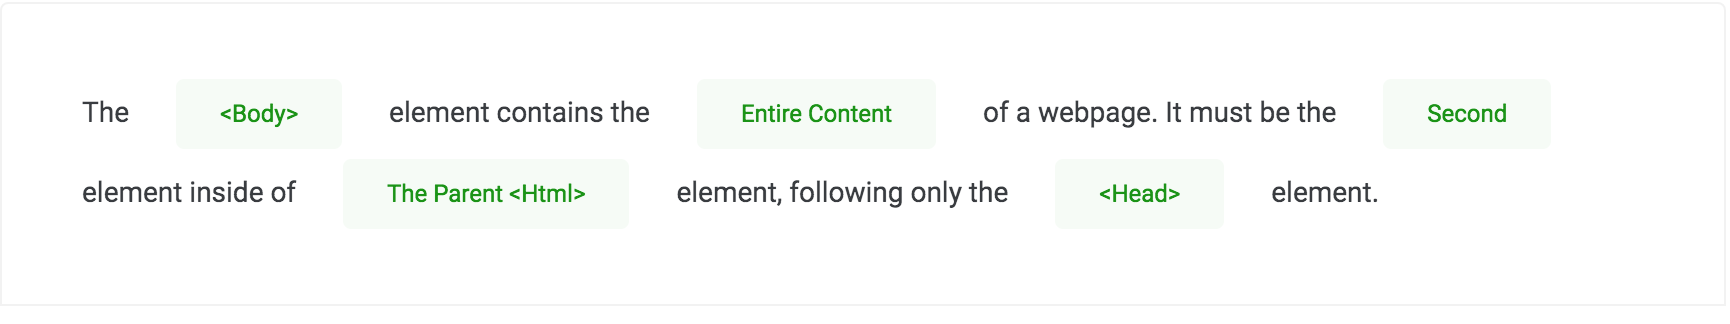 The <Body> element contains the Entire Content of a webpage. It must be the Second
element inside of The Parent <Html> element, following only the <Head> element.